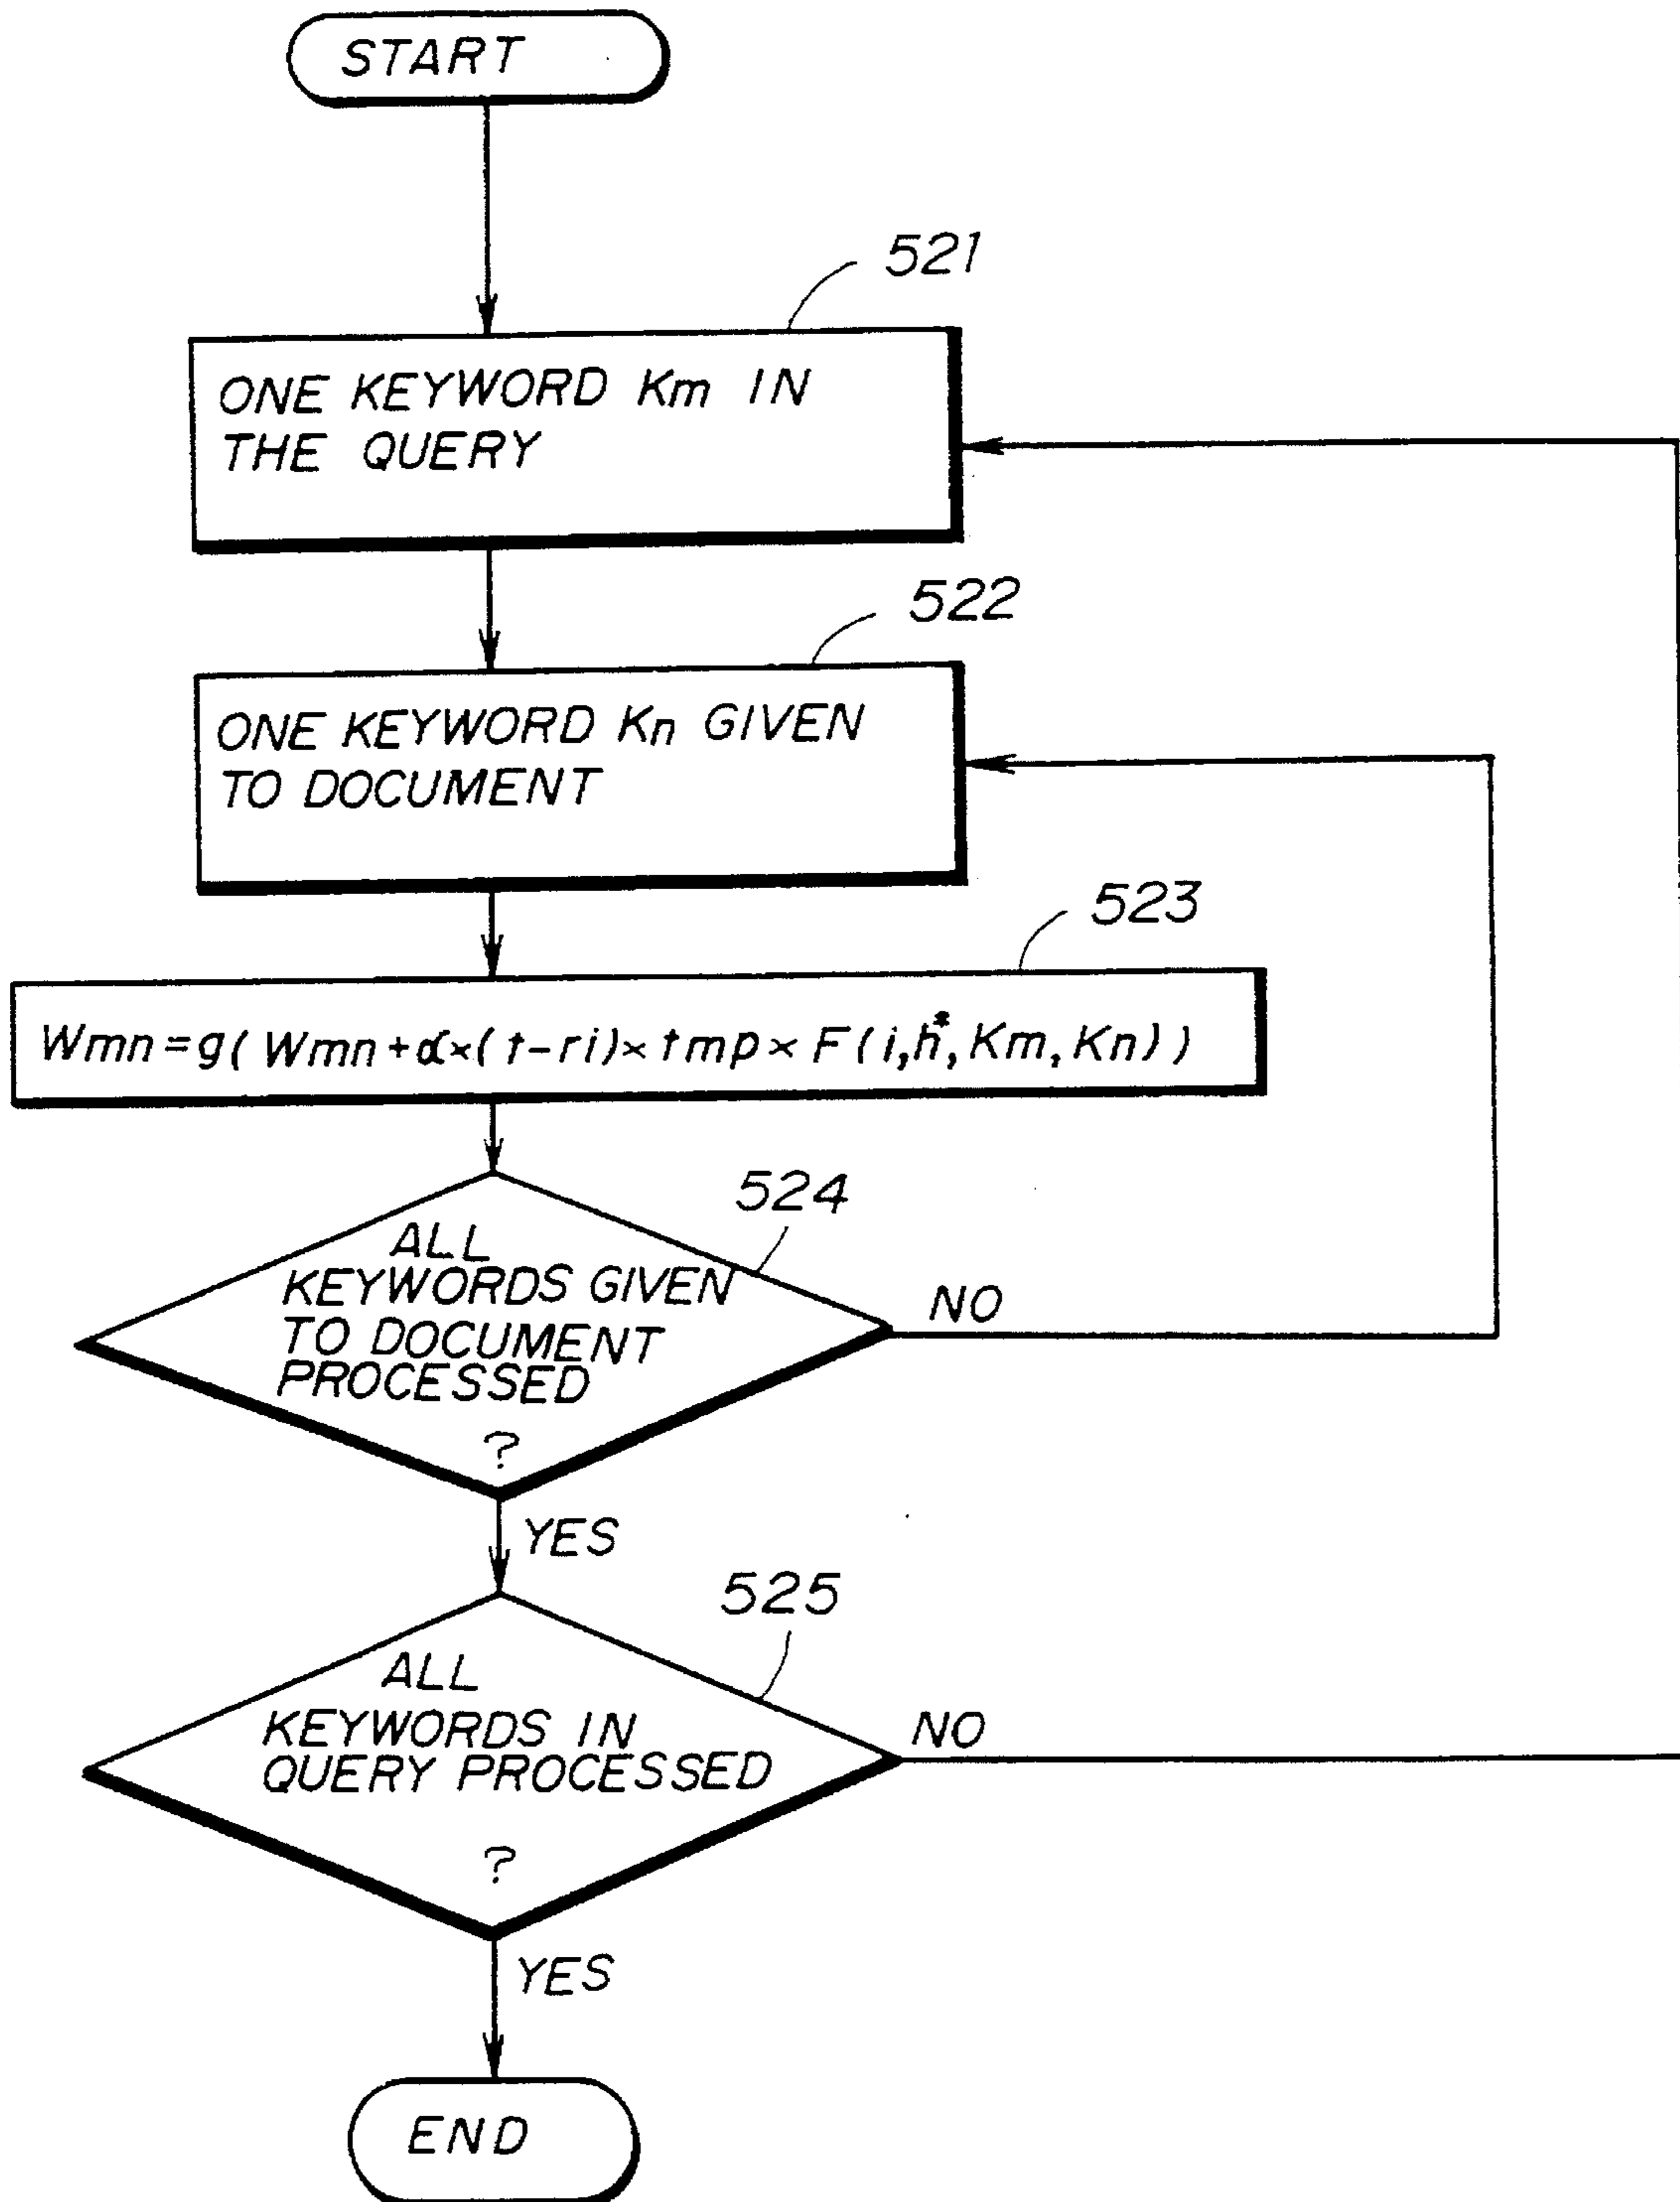 START
521
ONE KEYWORD Km IN
THE QUERY
522
ONE KEYWORD Kn GIVEN
TO DOCUMENT
523
Wmn=g(Wmn+α×(t-ri)×tmp×F(i,h*,Km,Kn))
524
ALL
KEYWORDS GIVEN
TO DOCUMENT
PROCESSED
?
NO
YES
525
ALL
KEYWORDS IN
QUERY PROCESSED
?
NO
YES
END